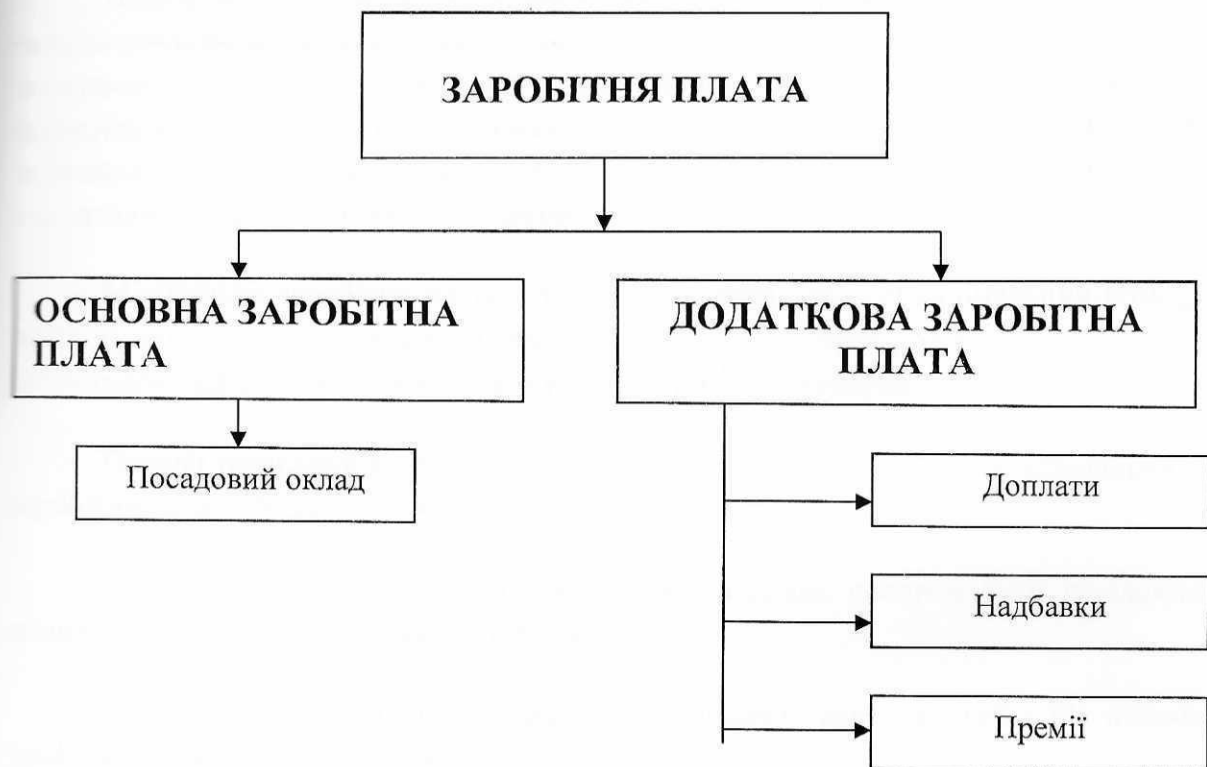 ЗАРОБІТНЯ ПЛАТА
ОСНОВНА ЗАРОБІТНА
ПЛАТА
ДОДАТКОВА ЗАРОБІТНА
ПЛАТА
Посадовий оклад
Доплати
Надбавки
Премії